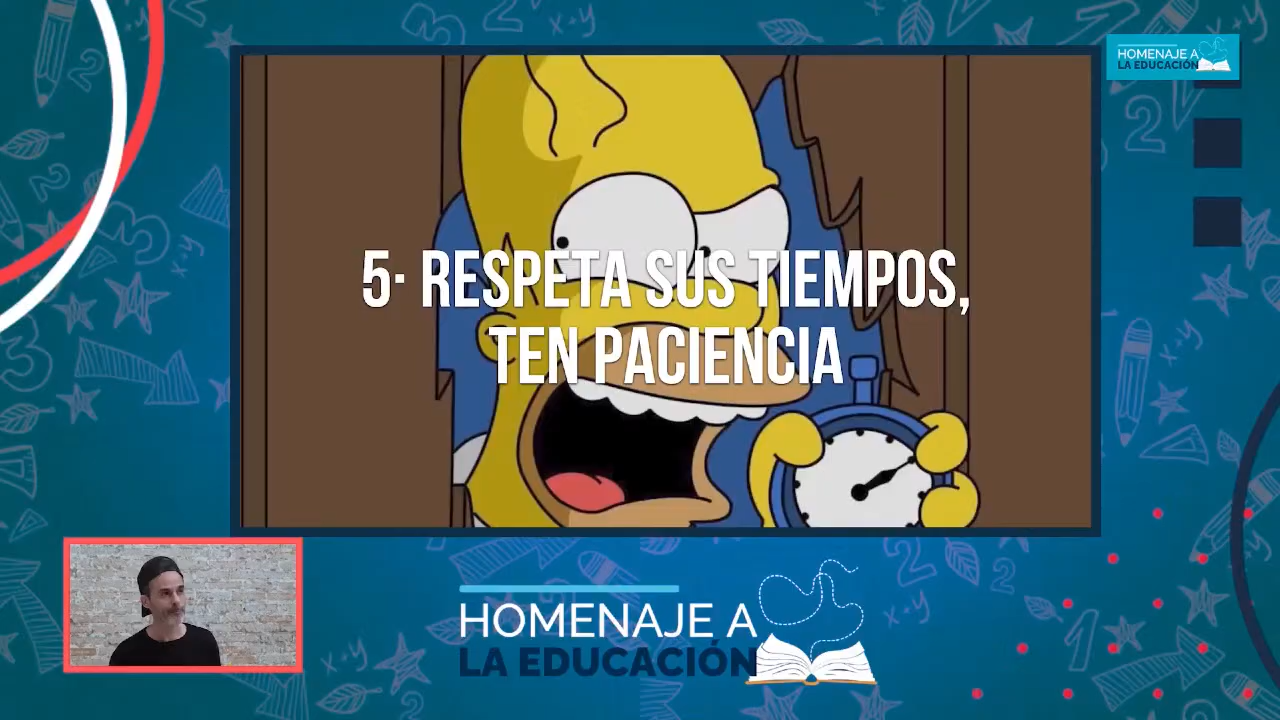 HOMENAJE A
LA EDUCACIÓN
5· RESPETA SUS TIEMPOS,
TEN PACIENCIA
HOMENAJE A
LA EDUCACIÓN